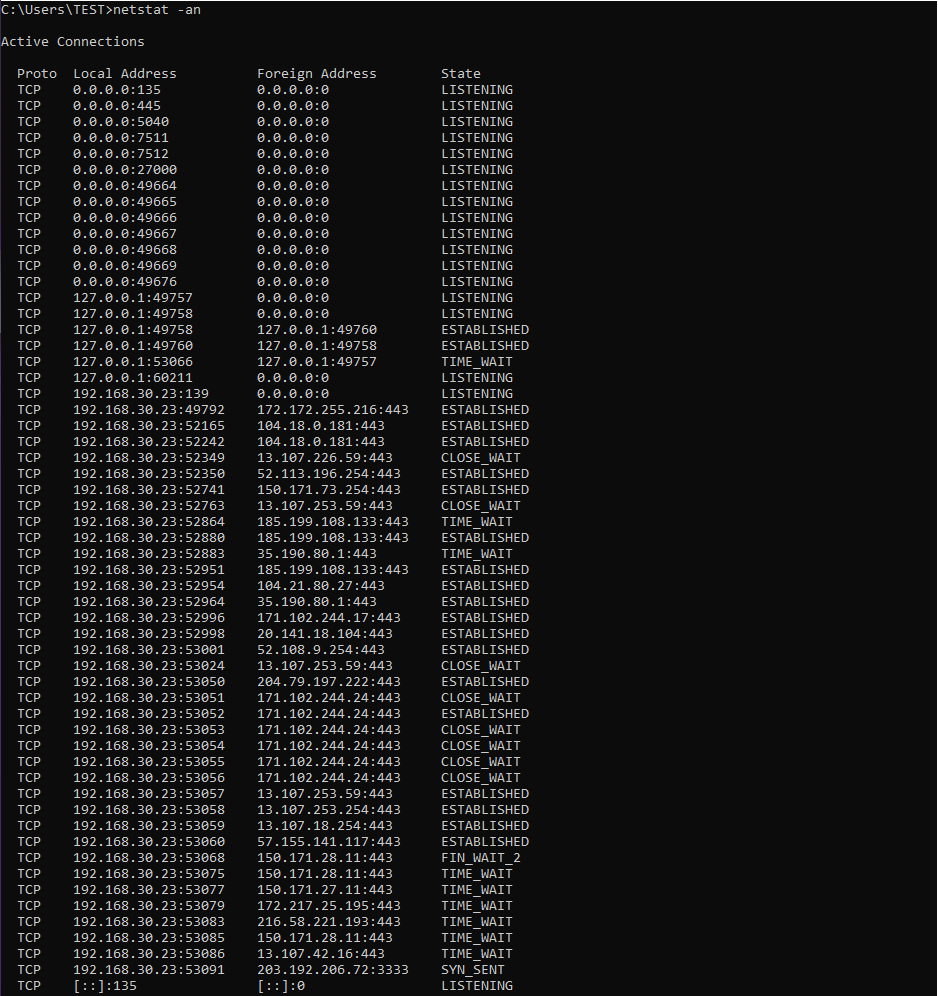 C:\Users\TEST>netstat -an
Active Connections
Proto Local Address Foreign Address State
TCP 0.0.0.0:135 0.0.0.0:0 LISTENING
TCP 0.0.0.0:445 0.0.0.0:0 LISTENING
TCP 0.0.0.0:5040 0.0.0.0:0 LISTENING
TCP 0.0.0.0:7511 0.0.0.0:0 LISTENING
TCP 0.0.0.0:7512 0.0.0.0:0 LISTENING
TCP 0.0.0.0:27000 0.0.0.0:0 LISTENING
TCP 0.0.0.0:49664 0.0.0.0:0 LISTENING
TCP 0.0.0.0:49665 0.0.0.0:0 LISTENING
TCP 0.0.0.0:49666 0.0.0.0:0 LISTENING
TCP 0.0.0.0:49667 0.0.0.0:0 LISTENING
TCP 0.0.0.0:49668 0.0.0.0:0 LISTENING
TCP 0.0.0.0:49669 0.0.0.0:0 LISTENING
TCP 0.0.0.0:49676 0.0.0.0:0 LISTENING
TCP 127.0.0.1:49757 0.0.0.0:0 LISTENING
TCP 127.0.0.1:49758 0.0.0.0:0 LISTENING
TCP 127.0.0.1:49758 127.0.0.1:49760 ESTABLISHED
TCP 127.0.0.1:49760 127.0.0.1:49758 ESTABLISHED
TCP 127.0.0.1:53066 127.0.0.1:49757 TIME_WAIT
TCP 127.0.0.1:60211 0.0.0.0:0 LISTENING
TCP 192.168.30.23:139 0.0.0.0:0 LISTENING
TCP 192.168.30.23:49792 172.172.255.216:443 ESTABLISHED
TCP 192.168.30.23:52165 104.18.0.181:443 ESTABLISHED
TCP 192.168.30.23:52242 104.18.0.181:443 ESTABLISHED
TCP 192.168.30.23:52349 13.107.226.59:443 CLOSE_WAIT
TCP 192.168.30.23:52350 52.113.196.254:443 ESTABLISHED
TCP 192.168.30.23:52741 150.171.73.254:443 ESTABLISHED
TCP 192.168.30.23:52763 13.107.253.59:443 CLOSE_WAIT
TCP 192.168.30.23:52864 185.199.108.133:443 TIME_WAIT
TCP 192.168.30.23:52880 185.199.108.133:443 ESTABLISHED
TCP 192.168.30.23:52883 35.190.80.1:443 TIME_WAIT
TCP 192.168.30.23:52951 185.199.108.133:443 ESTABLISHED
TCP 192.168.30.23:52954 104.21.80.27:443 ESTABLISHED
TCP 192.168.30.23:52964 35.190.80.1:443 ESTABLISHED
TCP 192.168.30.23:52996 171.102.244.17:443 ESTABLISHED
TCP 192.168.30.23:52998 20.141.18.104:443 ESTABLISHED
TCP 192.168.30.23:53001 52.108.9.254:443 ESTABLISHED
TCP 192.168.30.23:53024 13.107.253.59:443 CLOSE_WAIT
TCP 192.168.30.23:53050 204.79.197.222:443 ESTABLISHED
TCP 192.168.30.23:53051 171.102.244.24:443 CLOSE_WAIT
TCP 192.168.30.23:53052 171.102.244.24:443 ESTABLISHED
TCP 192.168.30.23:53053 171.102.244.24:443 CLOSE_WAIT
TCP 192.168.30.23:53054 171.102.244.24:443 CLOSE_WAIT
TCP 192.168.30.23:53055 171.102.244.24:443 CLOSE_WAIT
TCP 192.168.30.23:53056 171.102.244.24:443 CLOSE_WAIT
TCP 192.168.30.23:53057 13.107.253.59:443 ESTABLISHED
TCP 192.168.30.23:53058 13.107.253.254:443 ESTABLISHED
TCP 192.168.30.23:53059 13.107.18.254:443 ESTABLISHED
TCP 192.168.30.23:53060 57.155.141.117:443 ESTABLISHED
TCP 192.168.30.23:53068 150.171.28.11:443 FIN_WAIT_2
TCP 192.168.30.23:53075 150.171.28.11:443 TIME_WAIT
TCP 192.168.30.23:53077 150.171.27.11:443 TIME_WAIT
TCP 192.168.30.23:53079 172.217.25.195:443 TIME_WAIT
TCP 192.168.30.23:53083 216.58.221.193:443 TIME_WAIT
TCP 192.168.30.23:53085 150.171.28.11:443 TIME_WAIT
TCP 192.168.30.23:53086 13.107.42.16:443 TIME_WAIT
TCP 192.168.30.23:53091 203.192.206.72:3333 SYN_SENT
TCP [::]:135 [::]:0 LISTENING